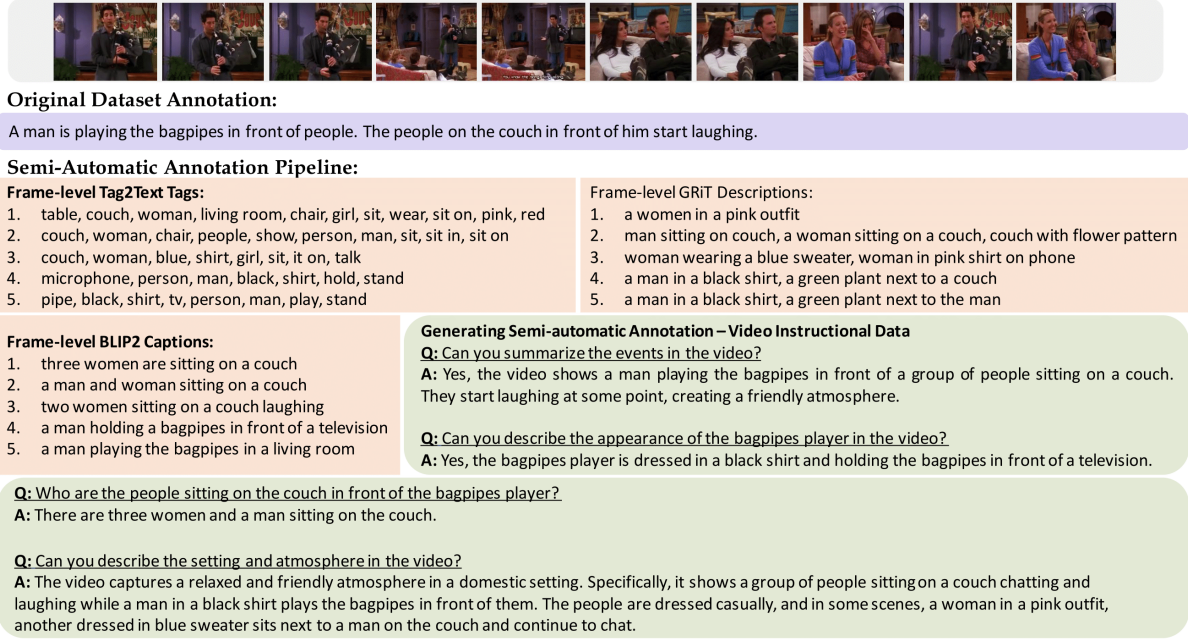 Original Dataset Annotation:
A man is playing the bagpipes in front of people. The people on the couch in front of him start laughing.
Semi-Automatic Annotation Pipeline:
Frame-level Tag2Text Tags:
1. table, couch, woman, living room, chair, girl, sit, wear, sit on, pink, red
2. couch, woman, chair, people, show, person, man, sit, sit in, sit on
3. couch, woman, blue, shirt, girl, sit, it on, talk
4. microphone, person, man, black, shirt, hold, stand
5. pipe, black, shirt, tv, person, man, play, stand
Frame-level GRiT Descriptions:
1. a women in a pink outfit
2. man sitting on couch, a woman sitting on a couch, couch with flower pattern
3. woman wearing a blue sweater, woman in pink shirt on phone
4. a man in a black shirt, a green plant next to a couch
5. a man in a black shirt, a green plant next to the man
Frame-level BLIP2 Captions:
1. three women are sitting on a couch
2. a man and woman sitting on a couch
3. two women sitting on a couch laughing
4. a man holding a bagpipes in front of a television
5. a man playing the bagpipes in a living room
Generating Semi-automatic Annotation – Video Instructional Data
Q: Can you summarize the events in the video?
A: Yes, the video shows a man playing the bagpipes in front of a group of people sitting on a couch.
They start laughing at some point, creating a friendly atmosphere.
Q: Can you describe the appearance of the bagpipes player in the video?
A: Yes, the bagpipes player is dressed in a black shirt and holding the bagpipes in front of a television.
Q: Who are the people sitting on the couch in front of the bagpipes player?
A: There are three women and a man sitting on the couch.
Q: Can you describe the setting and atmosphere in the video?
A: The video captures a relaxed and friendly atmosphere in a domestic setting. Specifically, it shows a group of people sitting on a couch chatting and
laughing while a man in a black shirt plays the bagpipes in front of them. The people are dressed casually, and in some scenes, a woman in a pink outfit,
another dressed in blue sweater sits next to a man on the couch and continue to chat.